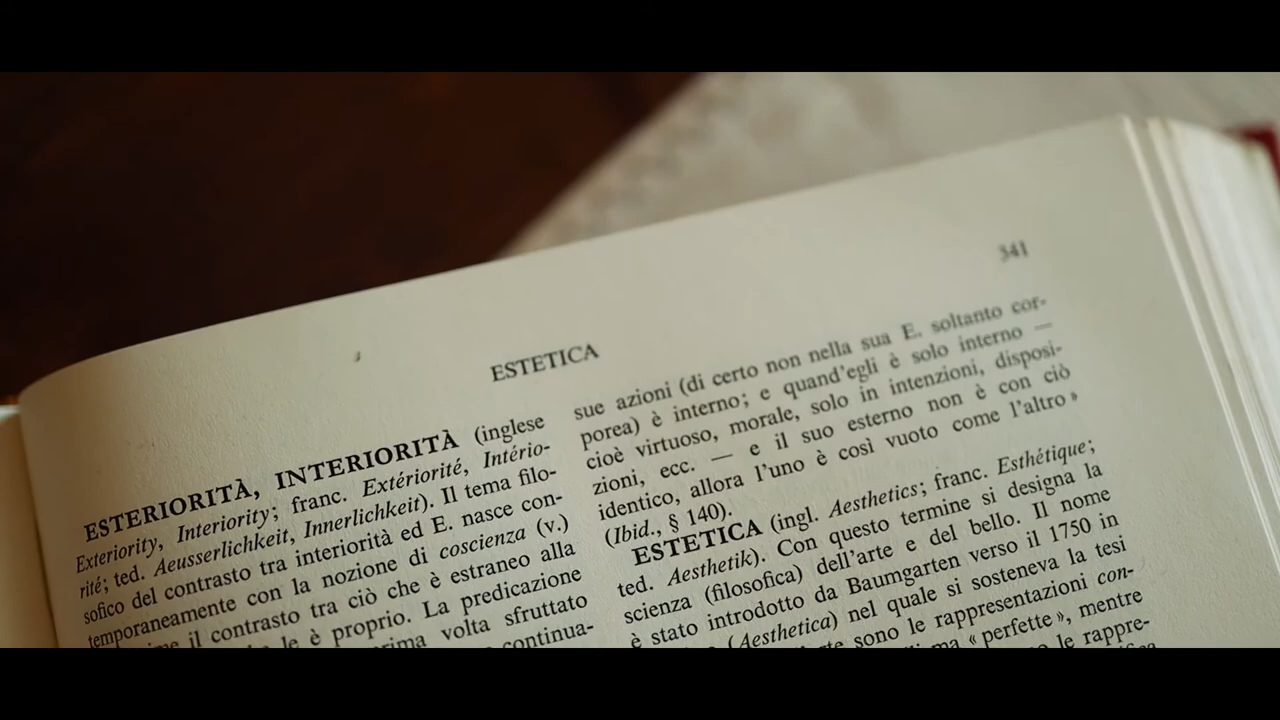 341
ESTETICA
ESTERIORITÀ, INTERIORITÀ (inglese
Exteriority, Interiority; franc. Extériorité, Intério-
rité; ted. Aeusserlichkeit, Innerlichkeit). Il tema filo-
sofico del contrasto tra interiorità ed E. nasce con-
temporaneamente con la nozione di coscienza (v.)
il contrasto tra ciò che è estraneo alla
è proprio. La predicazione
volta sfruttato
continua-
sue azioni (di certo non nella sua E. soltanto cor-
porea) è interno; e quand'egli è solo interno —
cioè virtuoso, morale, solo in intenzioni, disposi-
zioni, ecc. — e il suo esterno non è con ciò
identico, allora l'uno è così vuoto come l'altro »
(Ibid., § 140).
ESTETICA (ingl. Aesthetics; franc. Esthétique;
ted. Aesthetik). Con questo termine si designa la
scienza (filosofica) dell'arte e del bello. Il nome
è stato introdotto da Baumgarten verso il 1750 in
(Aesthetica) nel quale si sosteneva la tesi
sono le rappresentazioni con-
ma « perfette », mentre
le rappre-